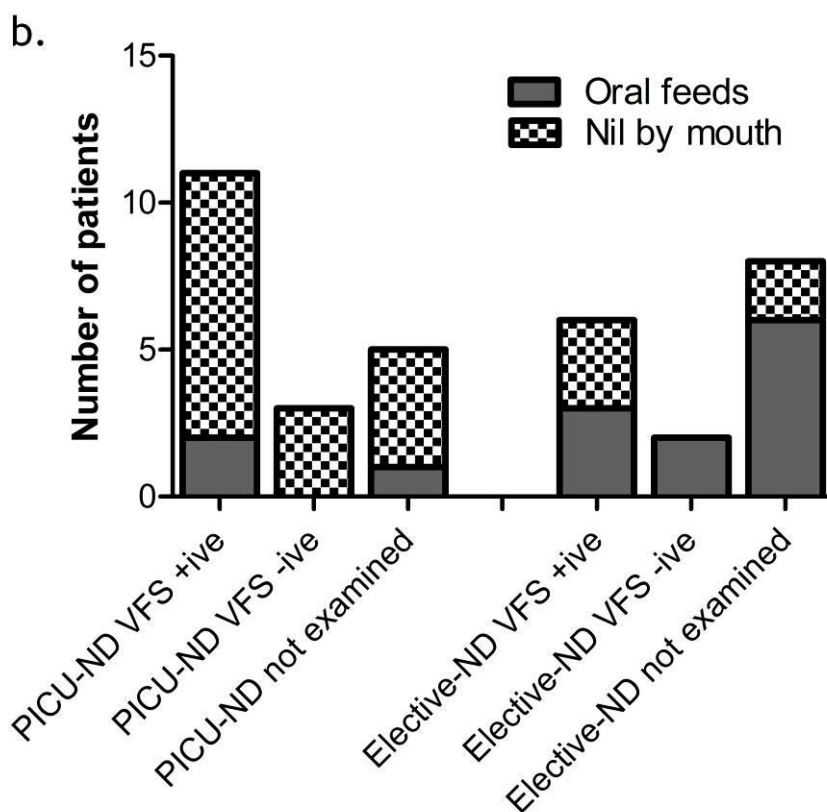 b.
15
10
5
0
Number of patients
Oral feeds
Nil by mouth
PICU-ND VFS +ive
PICU-ND VFS -ive
PICU-ND not examined
Elective-ND VFS +ive
Elective-ND VFS -ive
Elective-ND not examined